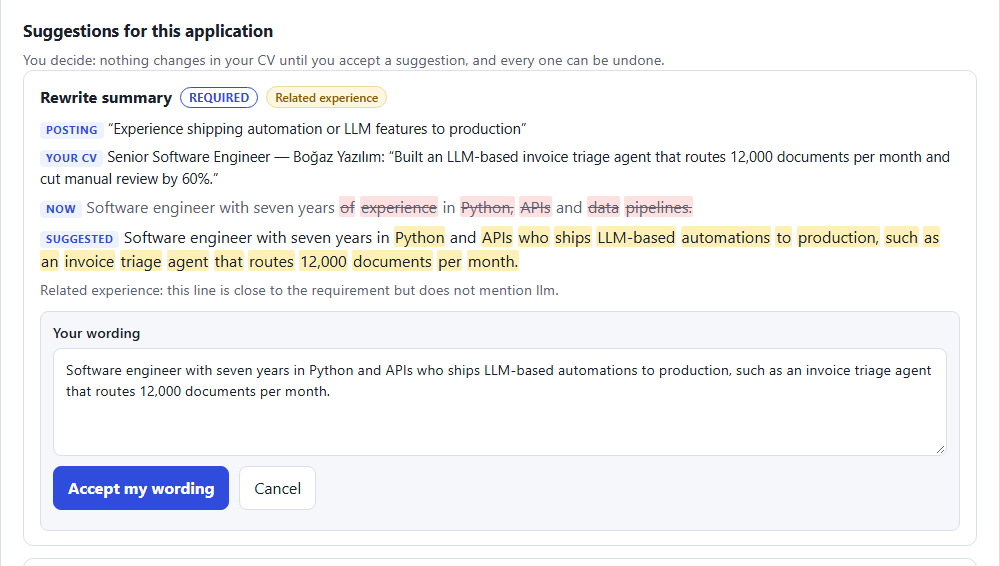 Suggestions for this application
You decide: nothing changes in your CV until you accept a suggestion, and every one can be undone.
Rewrite summary REQUIRED Related experience
POSTING “Experience shipping automation or LLM features to production”
YOUR CV Senior Software Engineer — Boğaz Yazılım: “Built an LLM-based invoice triage agent that routes 12,000 documents per month and
cut manual review by 60%.”
NOW Software engineer with seven years of experience in Python, APIs and data pipelines.
SUGGESTED Software engineer with seven years in Python and APIs who ships LLM-based automations to production, such as
an invoice triage agent that routes 12,000 documents per month.
Related experience: this line is close to the requirement but does not mention llm.
Your wording
Software engineer with seven years in Python and APIs who ships LLM-based automations to production, such as an invoice triage agent
that routes 12,000 documents per month.
Accept my wording Cancel